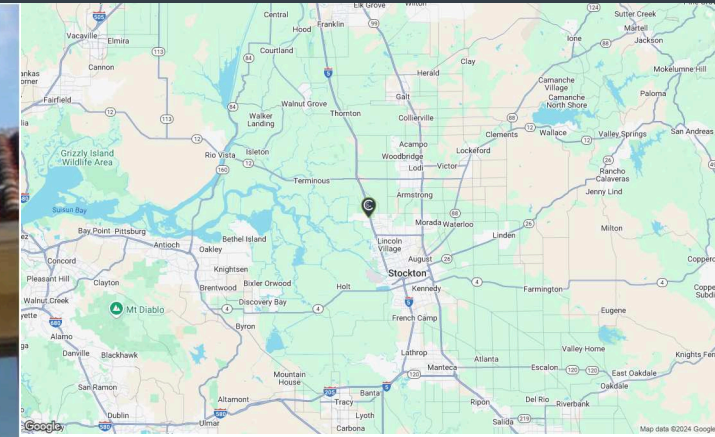 Elk Grove
Wilton
Sutter Creek
Martell
Jackson
Central
Hood
Franklin
Vacaville
Elmira
Courtland
Ione
Mokelumne Hill
Clay
Cannon
Herald
Camanche Village
Camanche North Shore
Paloma
Fairfield
Walnut Grove
Galt
Thornton
Collierville
Walker Landing
Clements
Wallace
Valley Springs
San Andreas
Acampo
Lockeford
Woodbridge
Isleton
Rio Vista
Grizzly Island Wildlife Area
Lodi
Victor
Rancho Calaveras
Terminous
Jenny Lind
Armstrong
Suisun Bay
Morada
Waterloo
Linden
Milton
Bay Point
Pittsburg
Antioch
Oakley
Bethel Island
Lincoln Village
Concord
Knightsen
August
Stockton
Pleasant Hill
Clayton
Brentwood
Bixler
Orwood
Holt
Kennedy
Farmington
Walnut Creek
Mt Diablo
Discovery Bay
French Camp
Eugene
Byron
Alamo
Danville
Blackhawk
Lathrop
Valley Home
Manteca
Atlanta
Escalon
East Oakdale
Oakdale
San Ramon
Mountain House
Banta
Ripon
Del Rio
Riverbank
Altamont
Tracy
Lyoth
Dublin
Ulmar
Carbona
Salida
Google
Map data ©2024 Google